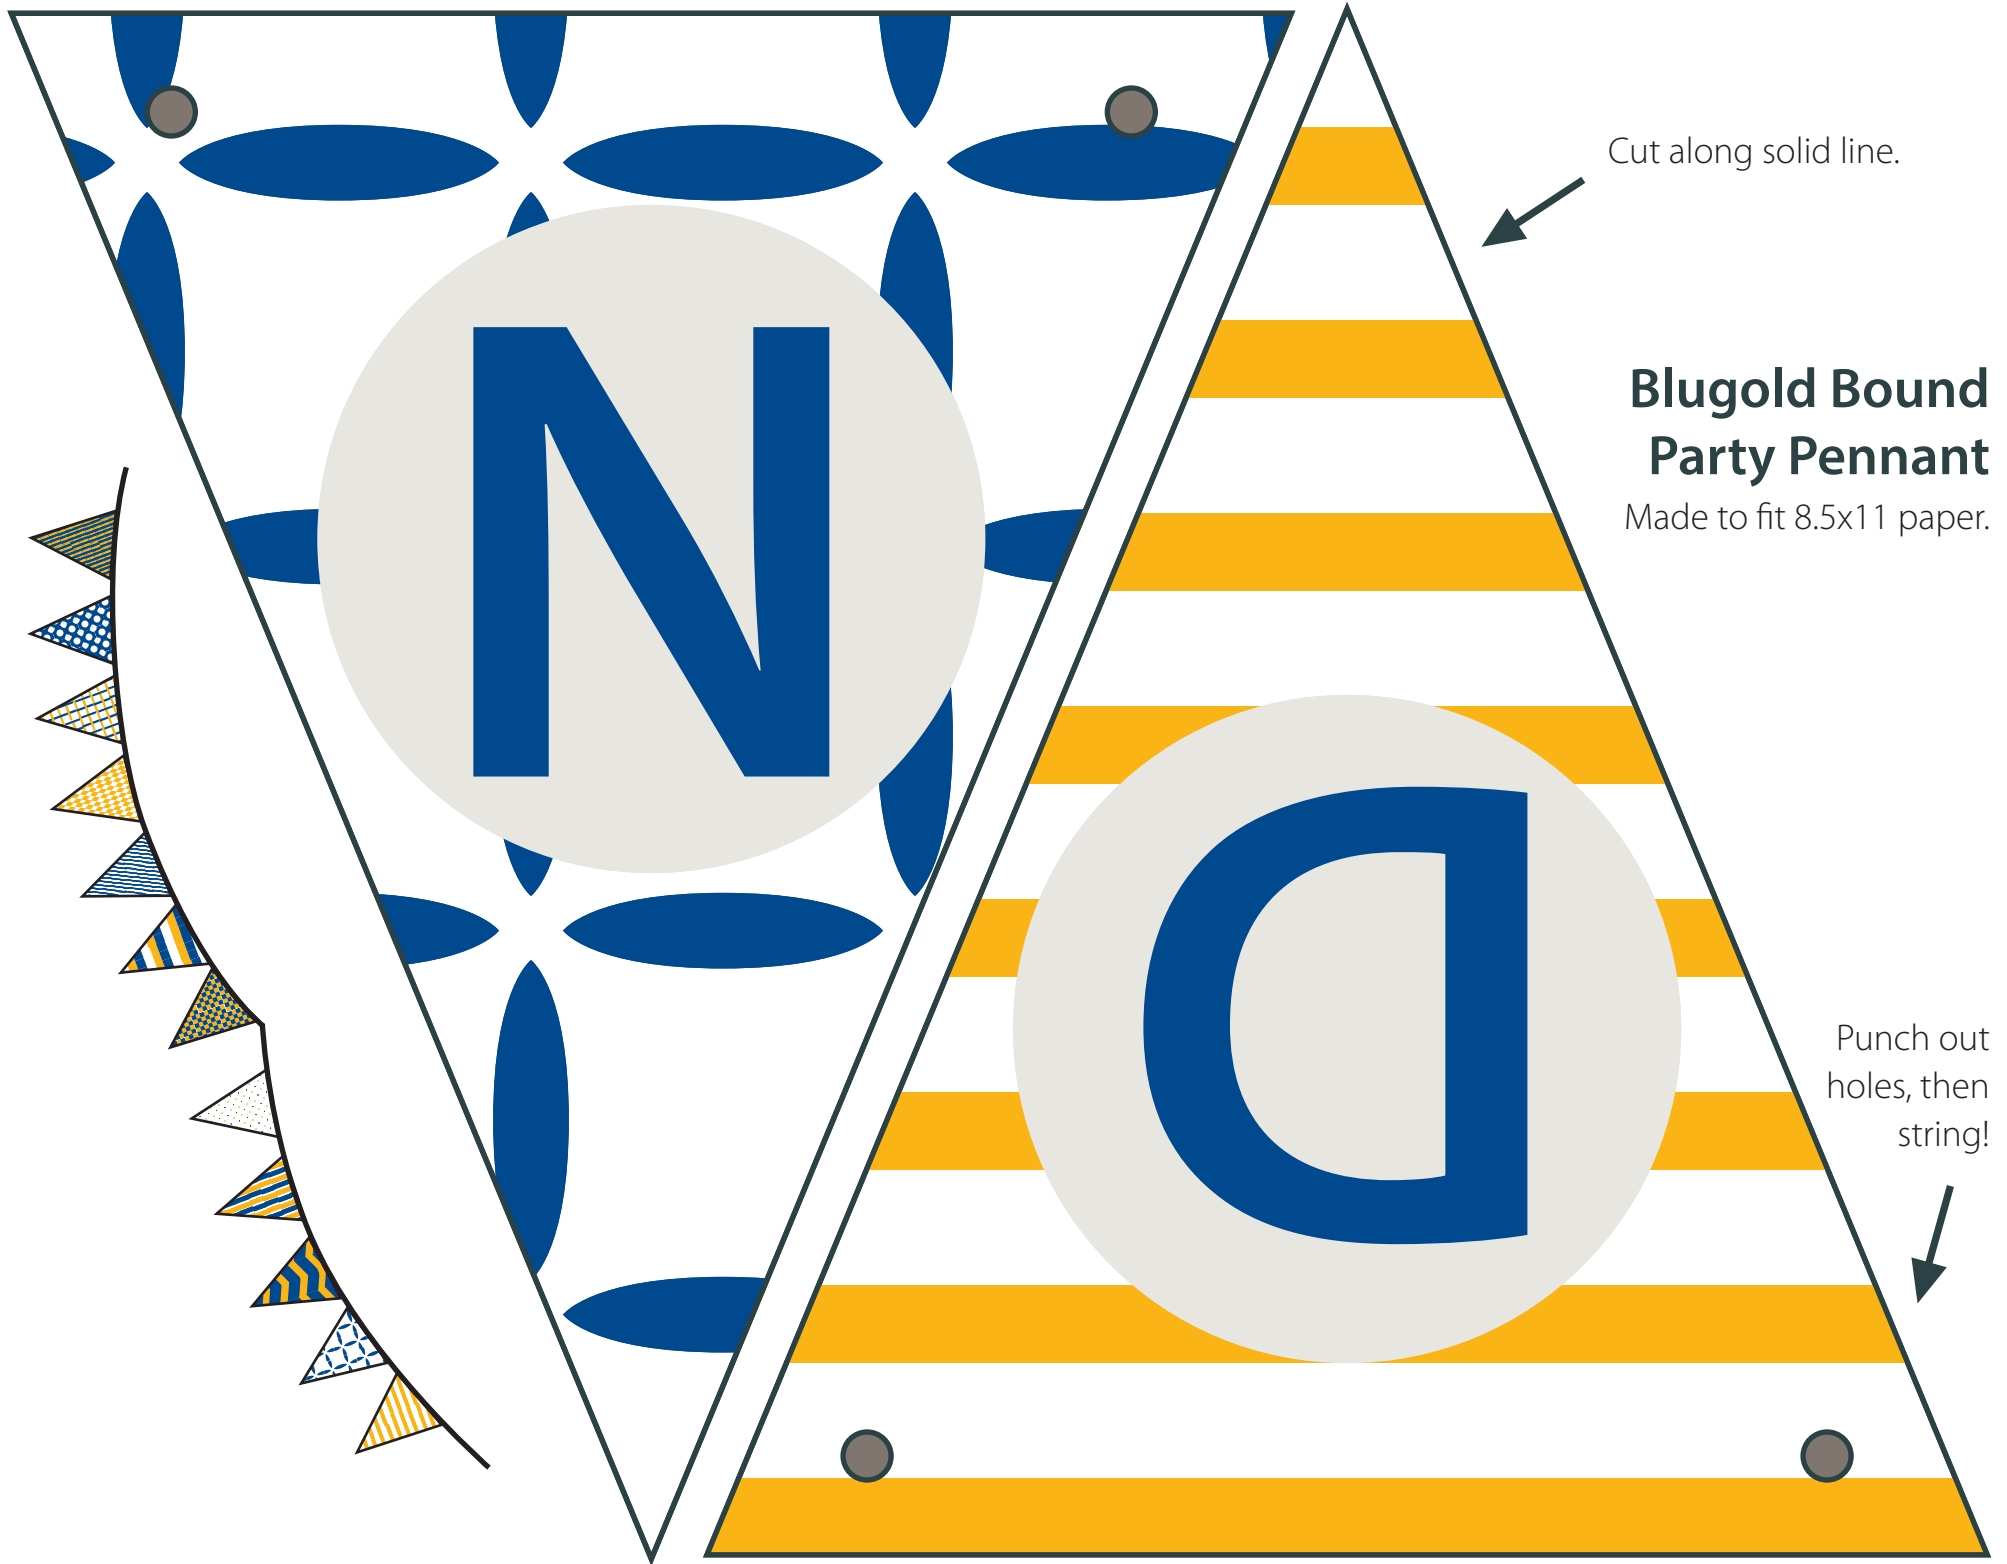 N
D
Cut along solid line.
Blugold Bound
Party Pennant
Made to fit 8.5x11 paper.
Punch out
holes, then
string!